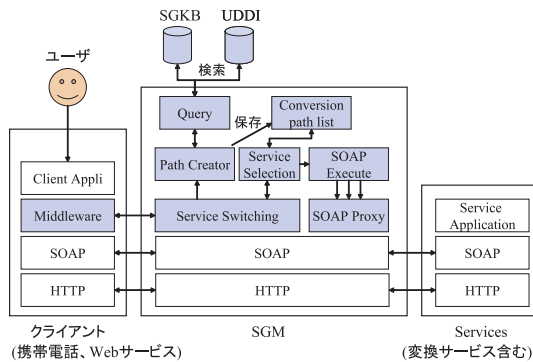 SGKB
UDDI
ユーザ
検索
Query
保存
Conversion
path list
Client Appli
Path Creator
Service
Selection
SOAP
Execute
Middleware
Service Switching
SOAP Proxy
Service
Application
SOAP
SOAP
SOAP
HTTP
HTTP
HTTP
クライアント
(携帯電話、Webサービス)
SGM
Services
(変換サービス含む)